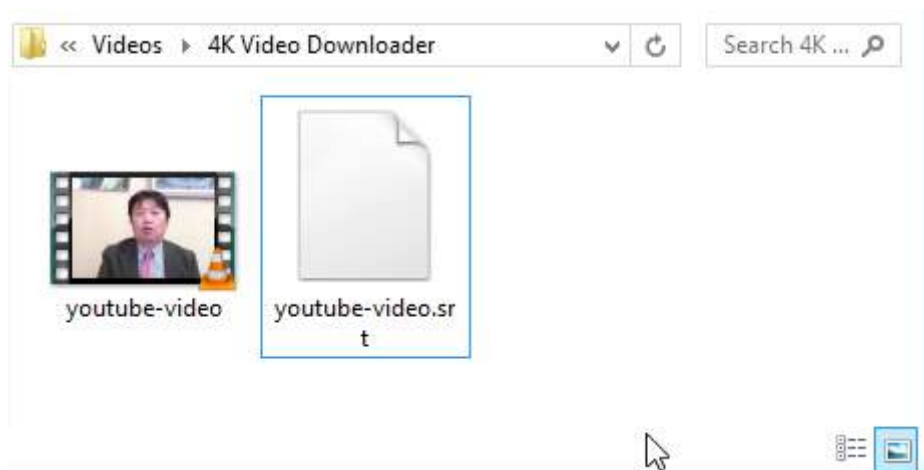 « Videos ▸ 4K Video Downloader
Search 4K ...
youtube-video
youtube-video.sr
t